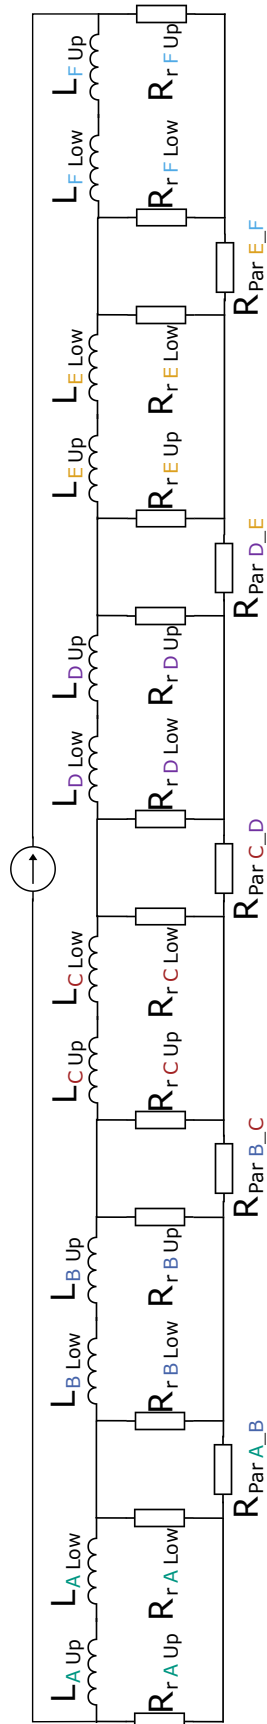 L F Up
R r F Up
L F Low
R r F Low
R Par E_F
L E Low
R r E Low
L E Up
R r E Up
R Par D_E
L D Up
R r D Up
L D Low
R r D Low
R Par C_D
L C Low
R r C Low
L C Up
R r C Up
R Par B_C
L B Up
R r B Up
L B Low
R r B Low
R Par A_B
L A Low
R r A Low
L A Up
R r A Up